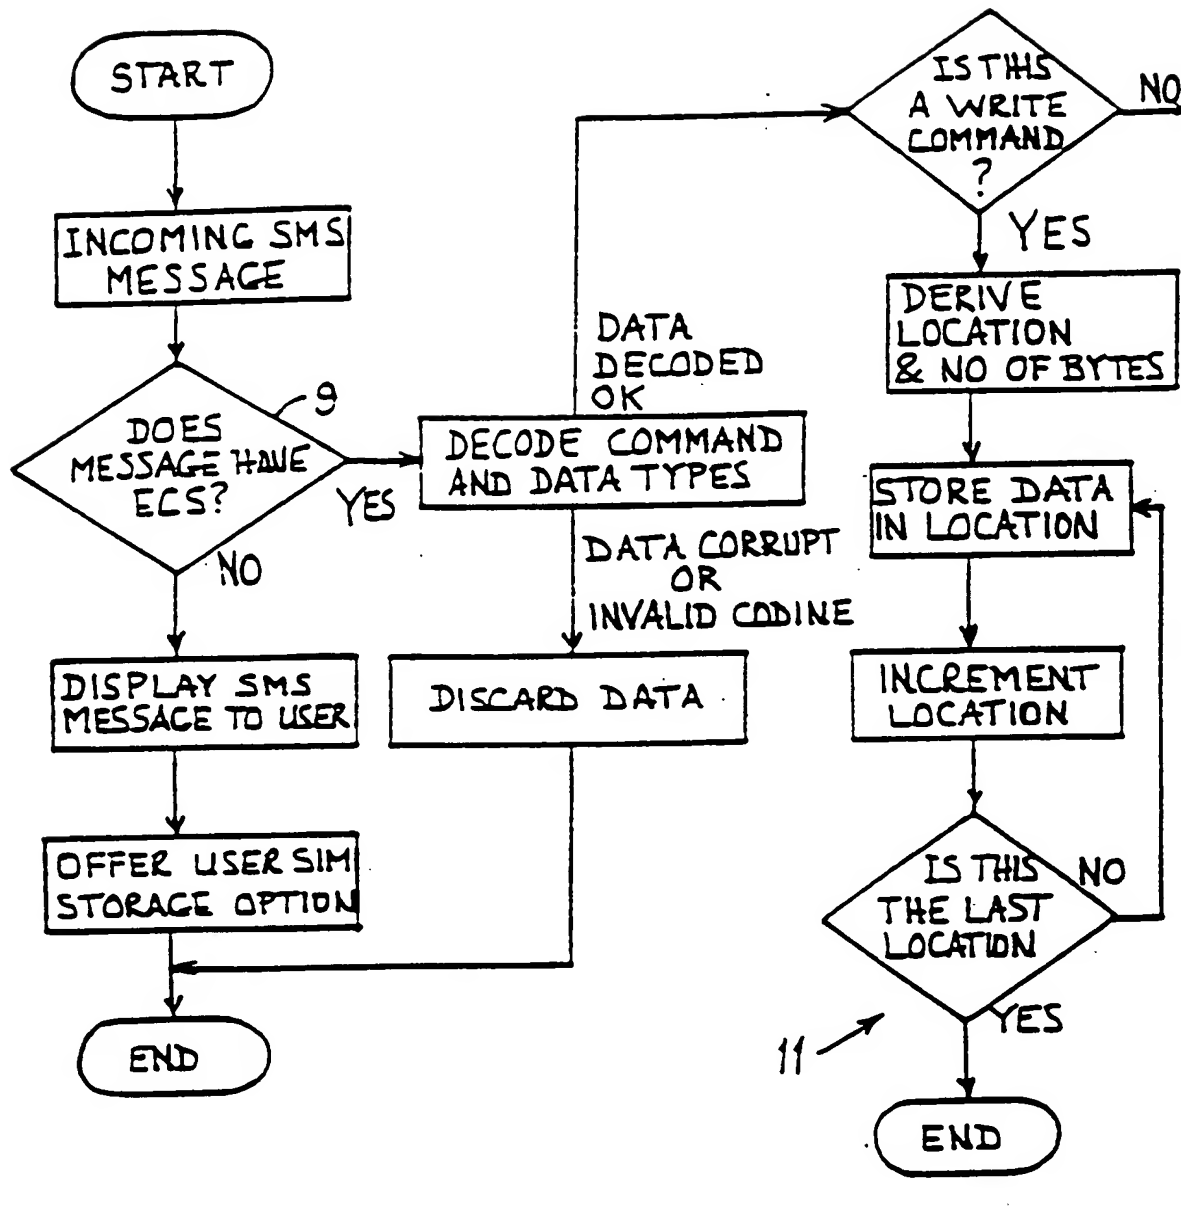 START
INCOMING SMS
MESSAGE
9
DOES
MESSAGE HAVE
ECS?
YES
NO
DISPLAY SMS
MESSAGE TO USER
OFFER USER SIM
STORAGE OPTION
END
DATA
DECODED
OK
DECODE COMMAND
AND DATA TYPES
DATA CORRUPT
OR
INVALID CODINE
DISCARD DATA
IS THIS
A WRITE
COMMAND
?
NO
YES
DERIVE
LOCATION
& NO OF BYTES
STORE DATA
IN LOCATION
INCREMENT
LOCATION
IS THIS
THE LAST
LOCATION
NO
YES
11
END